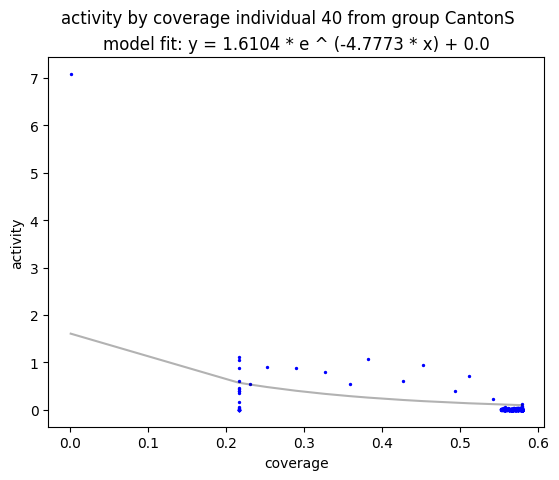 activity by coverage individual 40 from group CantonS
model fit: y = 1.6104 * e ^ (-4.7773 * x) + 0.0
7
6
5
4
3
2
1
0
activity
0.0 0.1 0.2 0.3 0.4 0.5 0.6
coverage